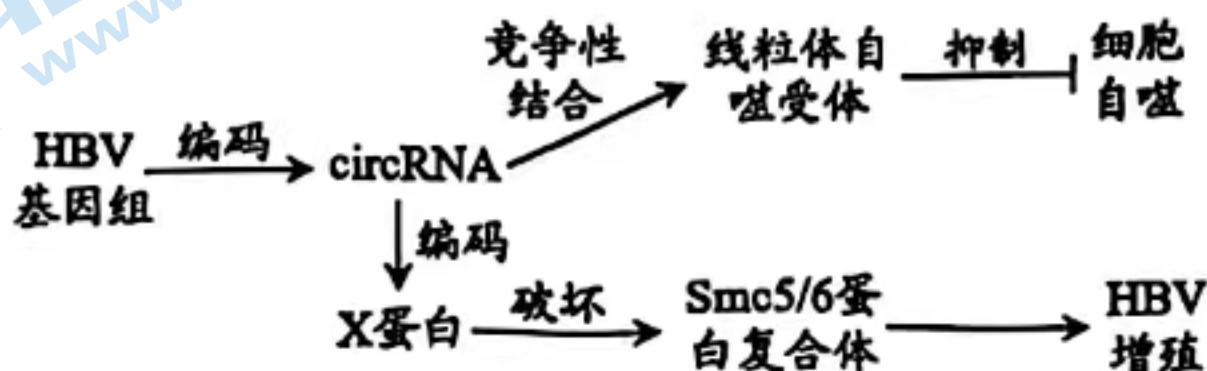 竞争性
结合
线粒体自
噬受体
抑制
细胞
自噬
HBV
基因组
编码
circRNA
编码
X蛋白
破坏
Smc5/6蛋
白复合体
HBV
增殖
www